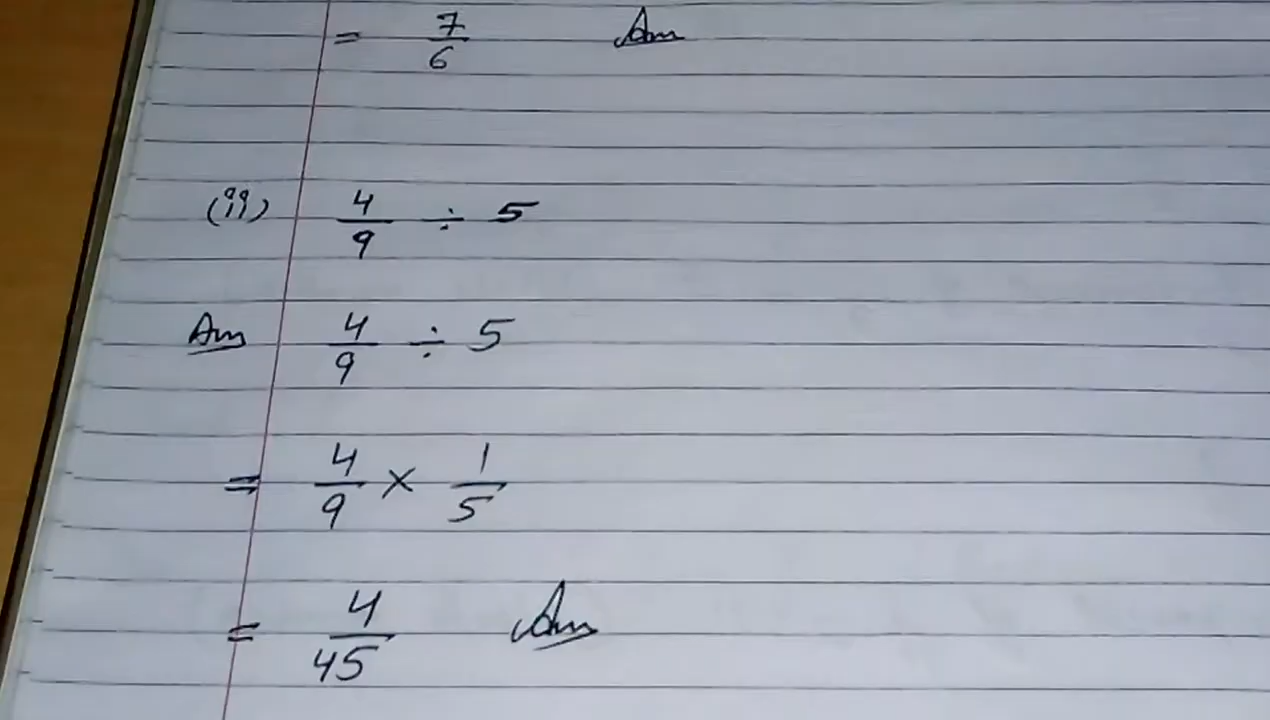 = 7/6 Ans
(ii) 4/9 ÷ 5
Ans 4/9 ÷ 5
= 4/9 × 1/5
= 4/45 Ans